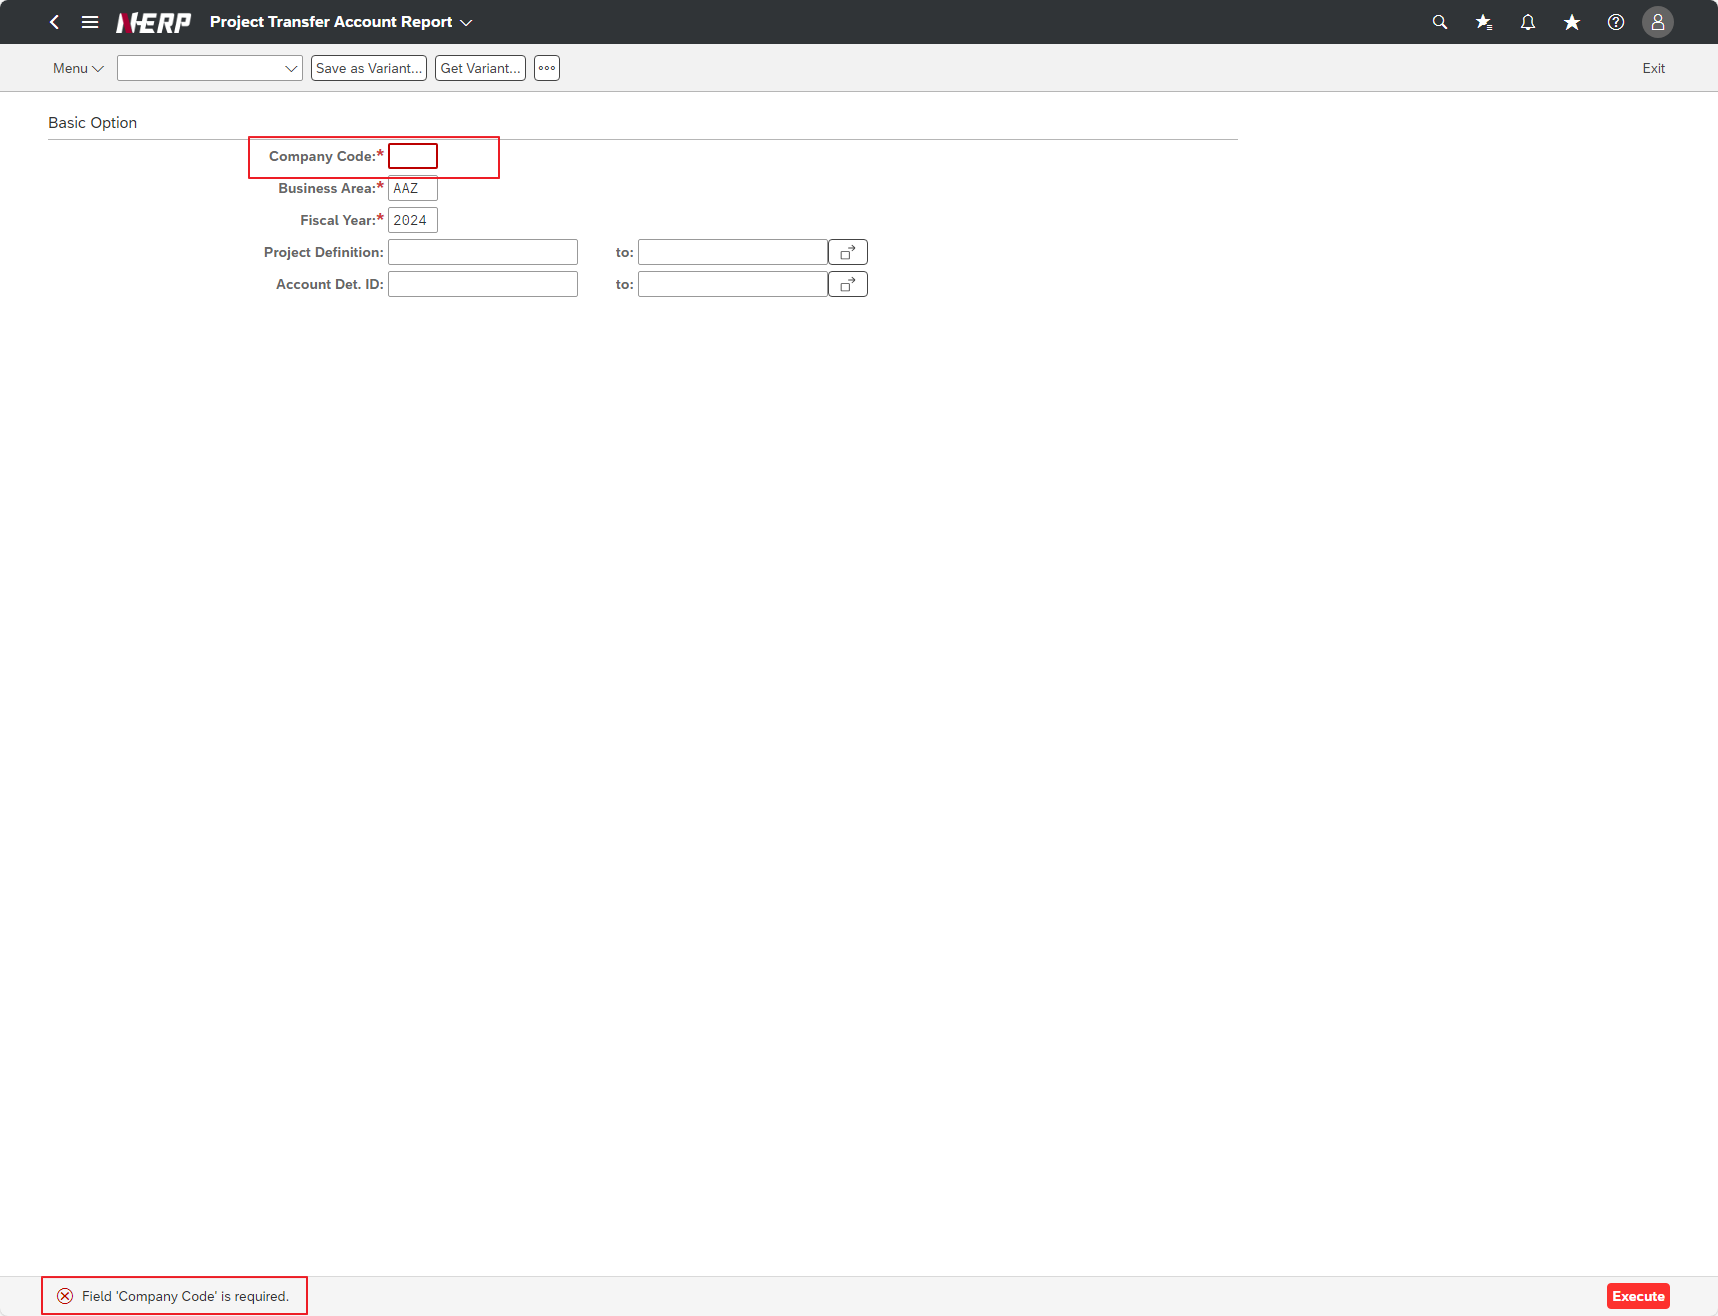 NERP Project Transfer Account Report
Menu Save as Variant... Get Variant... Exit
Basic Option
Company Code:*
Business Area:* AAZ
Fiscal Year:* 2024
Project Definition: to:
Account Det. ID: to:
Field 'Company Code' is required. Execute